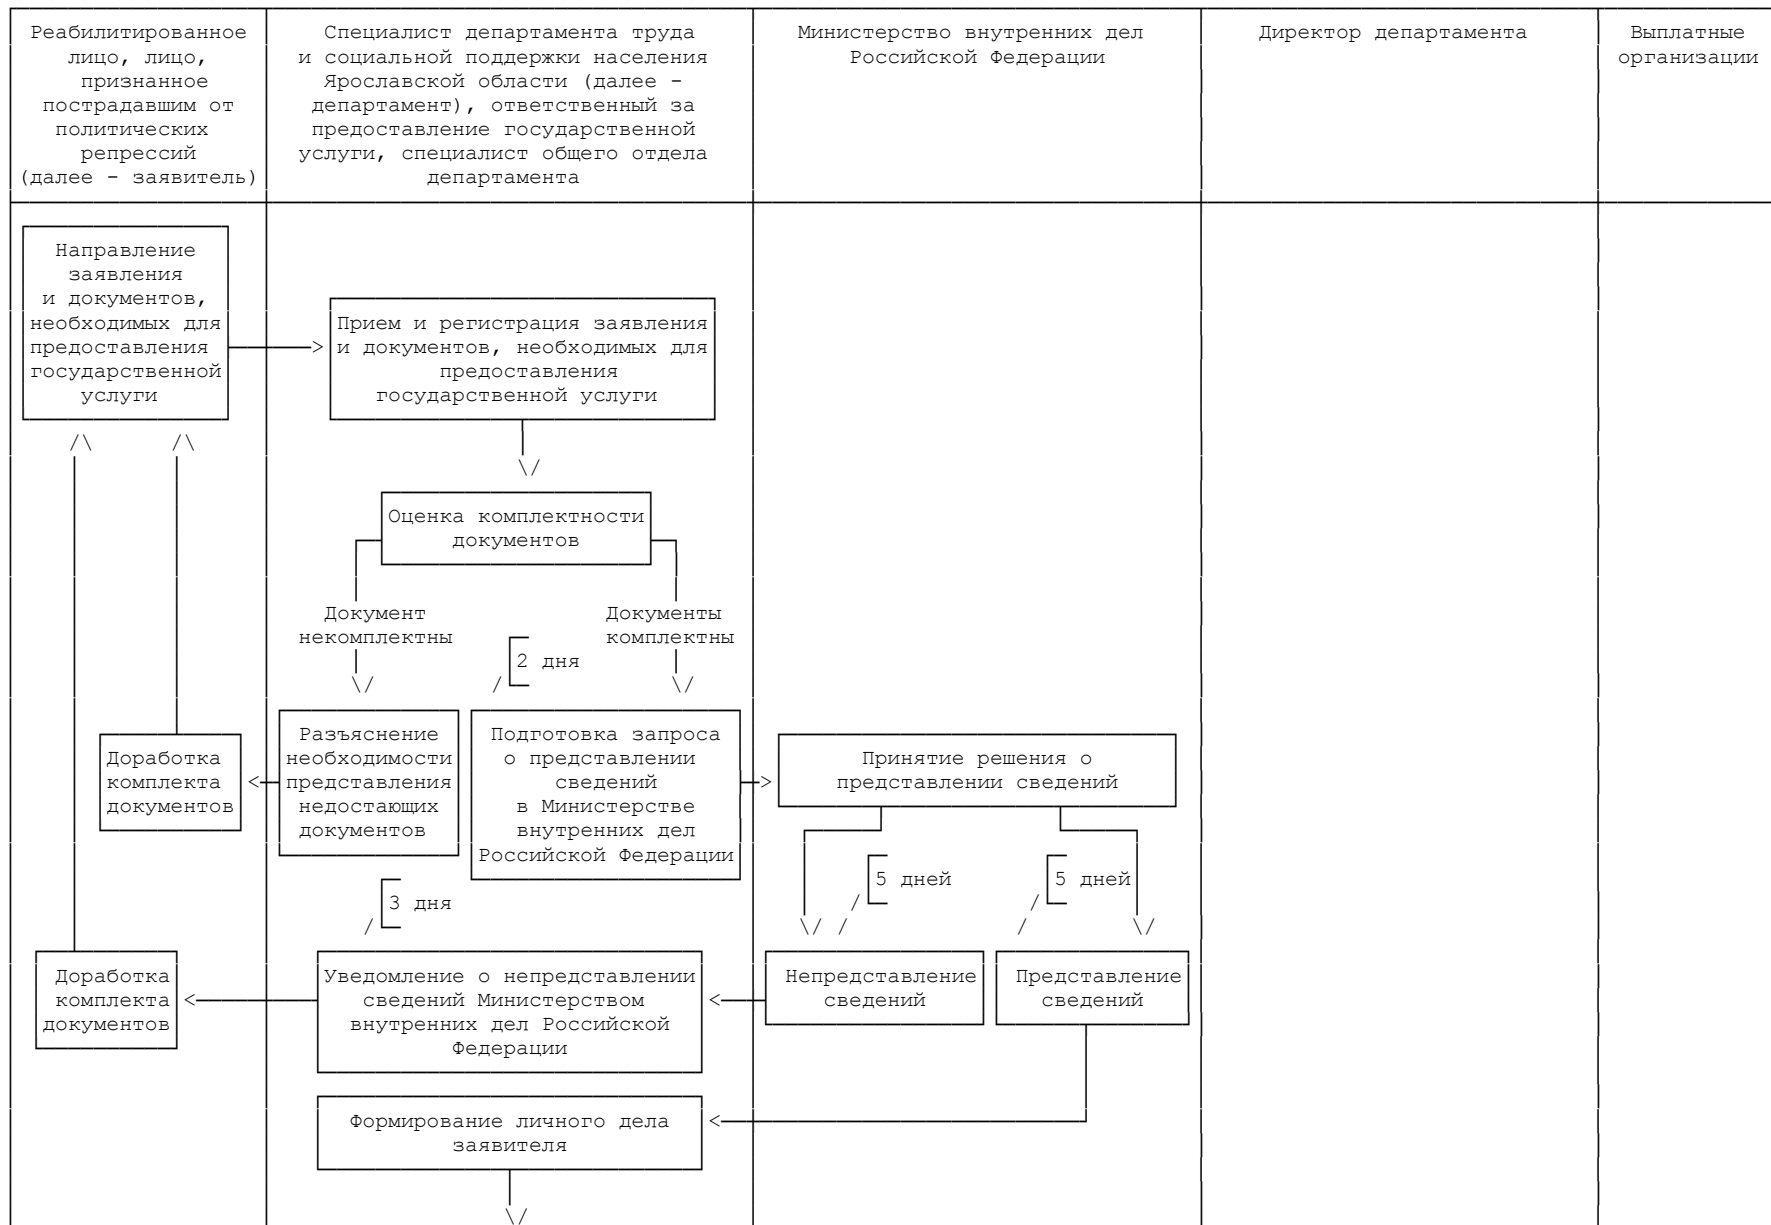 Реабилитированное
лицо, лицо,
признанное
пострадавшим от
политических
репрессий
(далее - заявитель)
Специалист департамента труда
и социальной поддержки населения
Ярославской области (далее -
департамент), ответственный за
предоставление государственной
услуги, специалист общего отдела
департамента
Министерство внутренних дел
Российской Федерации
Директор департамента
Выплатные
организации
Направление
заявления
и документов,
необходимых для
предоставления
государственной
услуги
Прием и регистрация заявления
и документов, необходимых для
предоставления
государственной услуги
Оценка комплектности
документов
Документ
некомплектны
Документы
комплектны
2 дня
Доработка
комплекта
документов
Разъяснение
необходимости
представления
недостающих
документов
Подготовка запроса
о представлении
сведений
в Министерстве
внутренних дел
Российской Федерации
Принятие решения о
представлении сведений
3 дня
5 дней
5 дней
Доработка
комплекта
документов
Уведомление о непредставлении
сведений Министерством
внутренних дел Российской
Федерации
Непредставление
сведений
Представление
сведений
Формирование личного дела
заявителя